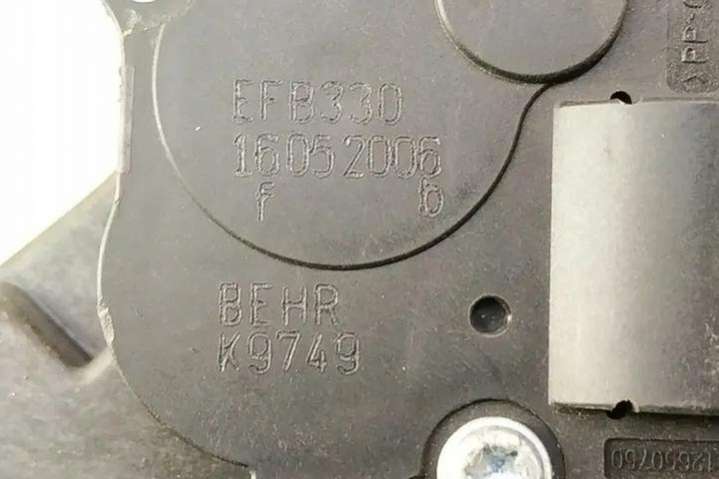 EFB330
16052006
F b
BEHR
K9749